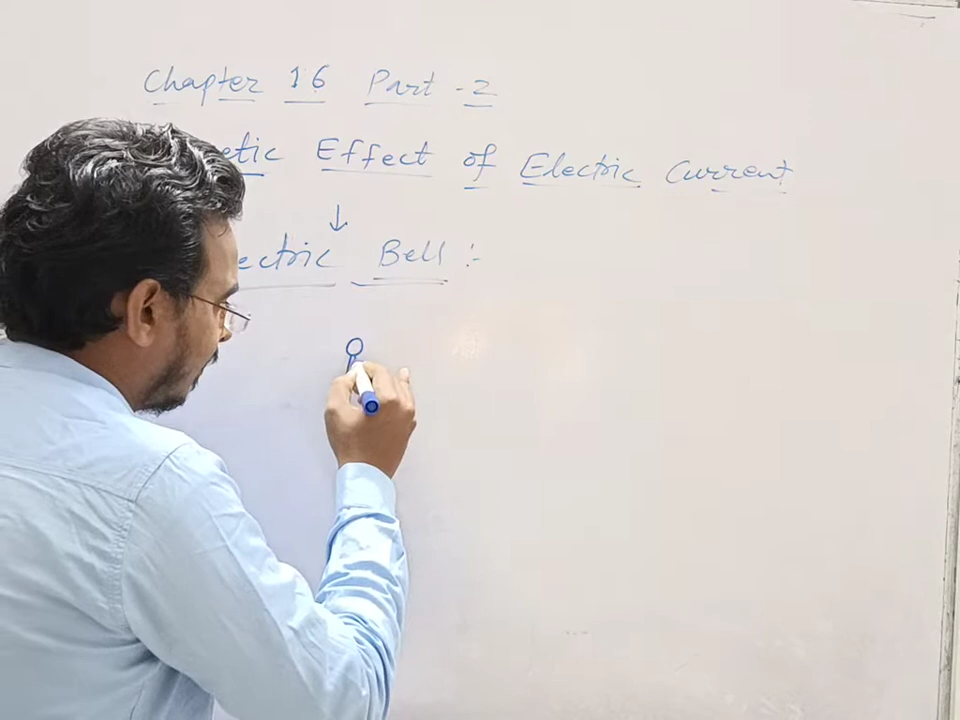 Chapter 16 Part - 2
etic Effect of Electric Current
↓
ectric Bell :-